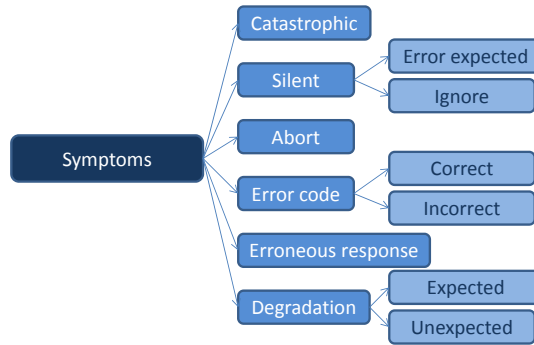 Symptoms
Catastrophic
Silent
Error expected
Ignore
Abort
Error code
Correct
Incorrect
Erroneous response
Degradation
Expected
Unexpected